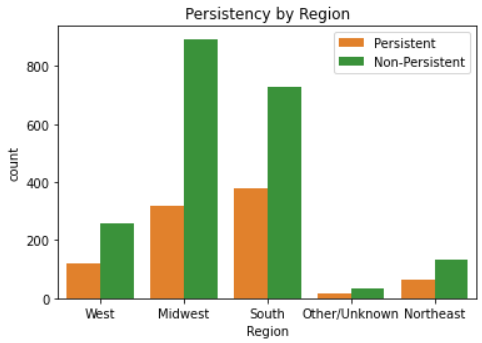 Persistency by Region
Persistent
Non-Persistent
800
600
400
200
0
count
West Midwest South Other/Unknown Northeast
Region